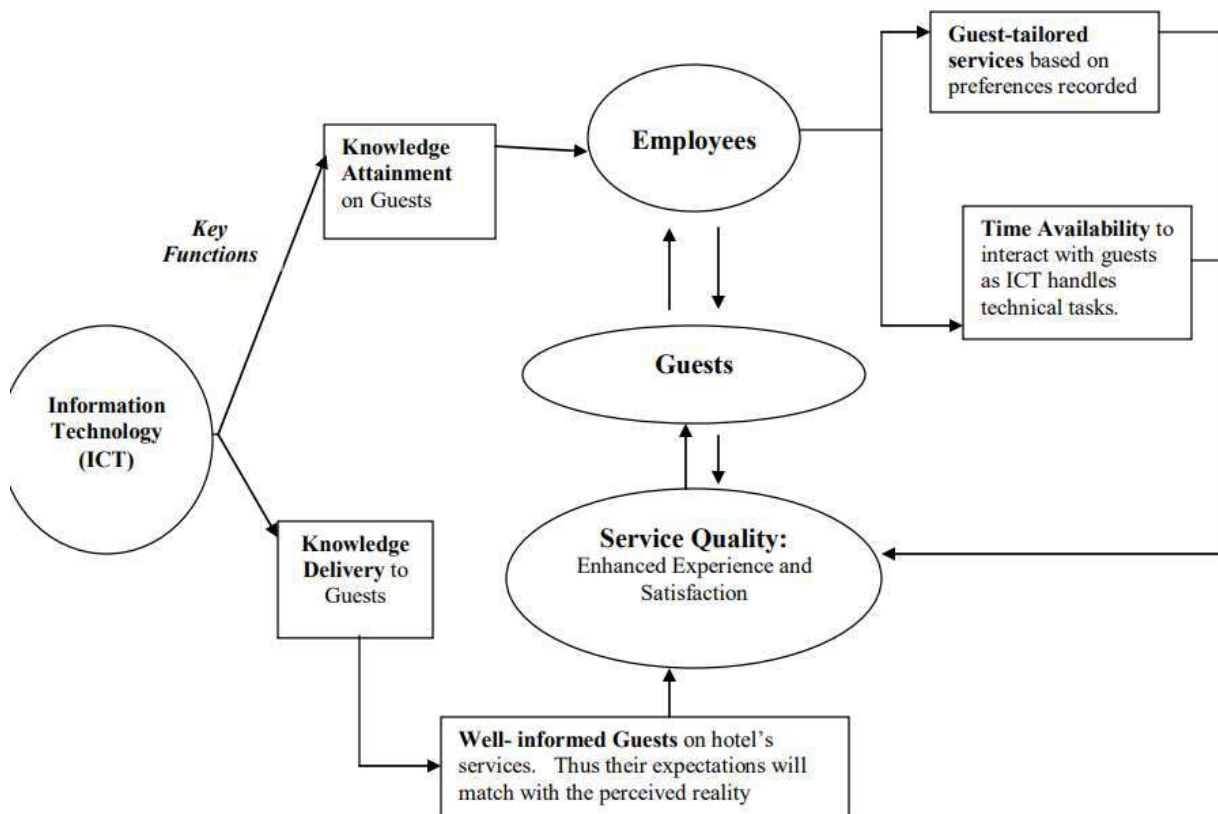 Guest-tailored
services based on
preferences recorded
Knowledge
Attainment
on Guests
Employees
Key
Functions
Time Availability to
interact with guests
as ICT handles
technical tasks.
Guests
Information
Technology
(ICT)
Knowledge
Delivery to
Guests
Service Quality:
Enhanced Experience and
Satisfaction
Well- informed Guests on hotel’s
services. Thus their expectations will
match with the perceived reality